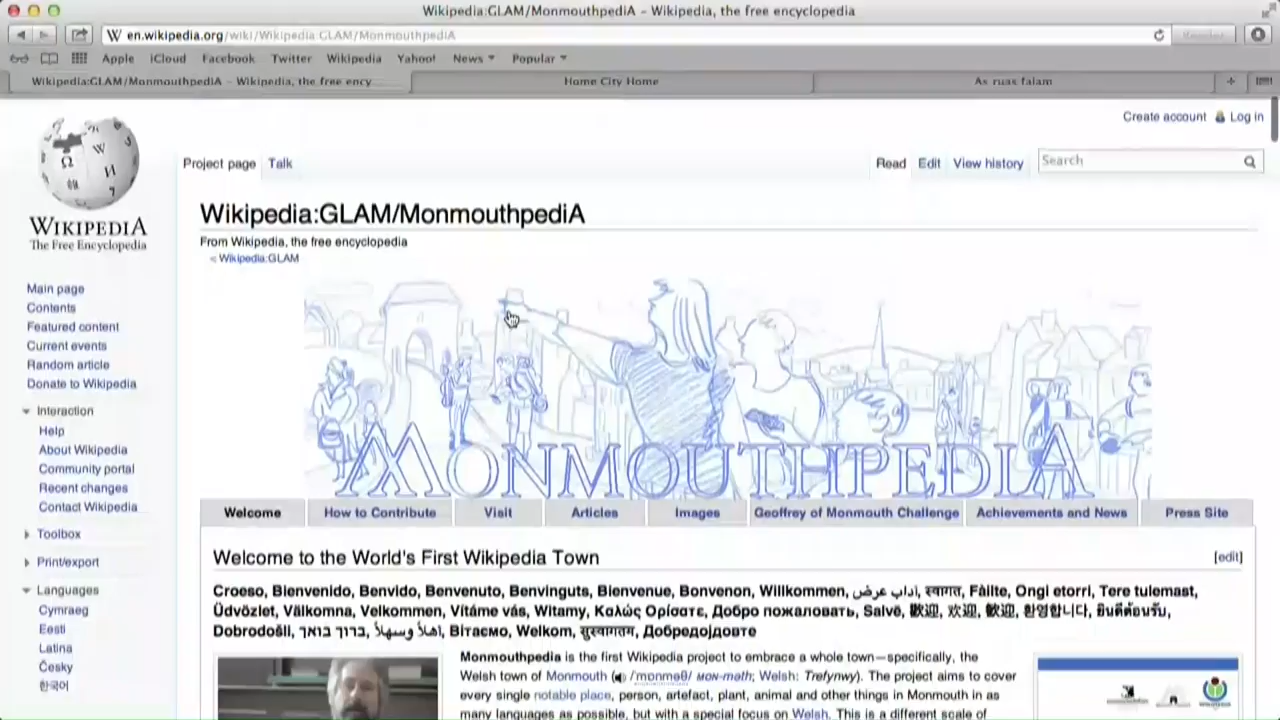 Wikipedia:GLAM/MonmouthpediA – Wikipedia, the free encyclopedia
W en.wikipedia.org/wiki/Wikipedia:GLAM/MonmouthpediA
Apple iCloud Facebook Twitter Wikipedia Yahoo! News Popular
Wikipedia:GLAM/MonmouthpediA – Wikipedia, the free ency Home City Home As ruas falam
Create account Log in
Project page Talk Read Edit View history Search
WIKIPEDIA
The Free Encyclopedia
Wikipedia:GLAM/MonmouthpediA
From Wikipedia, the free encyclopedia
< Wikipedia:GLAM
Main page
Contents
Featured content
Current events
Random article
Donate to Wikipedia
Interaction
Help
About Wikipedia
Community portal
Recent changes
Contact Wikipedia
Toolbox
Print/export
Languages
Cymraeg
Eesti
Latina
Česky
한국어
MONMOUTHPEDIA
Welcome How to Contribute Visit Articles Images Geoffrey of Monmouth Challenge Achievements and News Press Site
Welcome to the World's First Wikipedia Town [edit]
Croeso, Bienvenido, Benvido, Benvenuto, Benvinguts, Bienvenue, Bonvenon, Willkommen, آداب عرض, स्वागत, Fàilte, Ongi etorri, Tere tulemast,
Üdvözlet, Välkomna, Velkommen, Vítáme vás, Witamy, Καλώς Ορίσατε, Добро пожаловать, Salvē, 歡迎, 欢迎, 歓迎, 환영합니다, ยินดีต้อนรับ,
Dobrodošli, ברוך בואך, أهلاً وسهلاً, Вітаємо, Welkom, सुस्वागतम, Добредојдовте
Monmouthpedia is the first Wikipedia project to embrace a whole town—specifically, the
Welsh town of Monmouth (/ˈmɒnməθ/ MON-məth; Welsh: Trefynwy). The project aims to cover
every single notable place, person, artefact, plant, animal and other things in Monmouth in as
many languages as possible, but with a special focus on Welsh. This is a different scale of